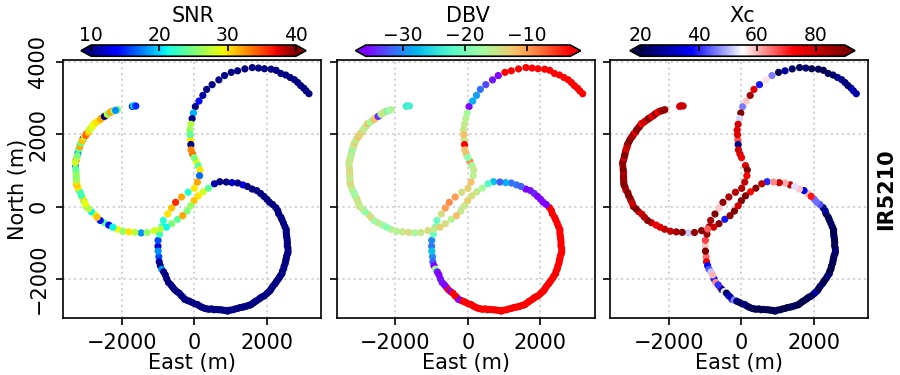 SNR DBV Xc
10 20 30 40 −30 −20 −10 20 40 60 80
4000
2000
0
−2000
North (m)
−2000 0 2000 −2000 0 2000 −2000 0 2000
East (m) East (m) East (m)
IR5210